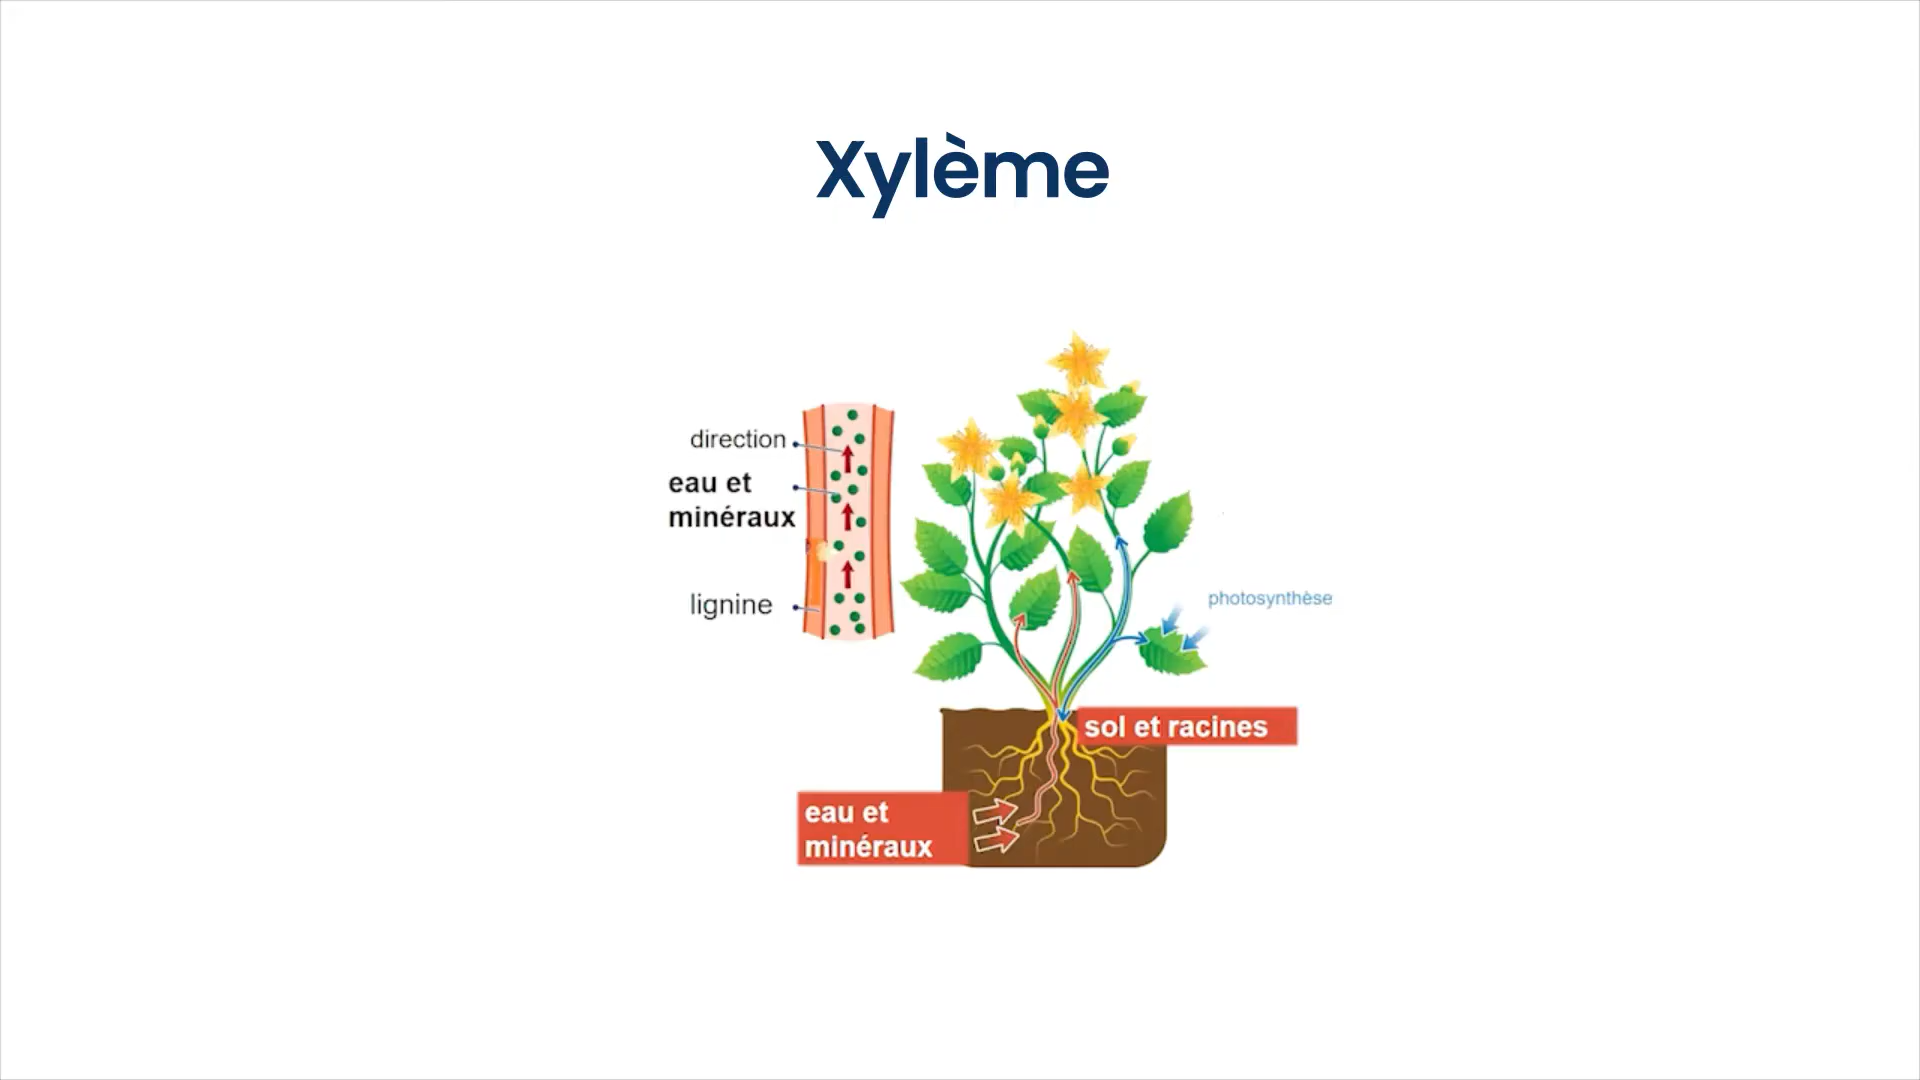 Xylème
direction
eau et
minéraux
lignine
photosynthèse
sol et racines
eau et
minéraux